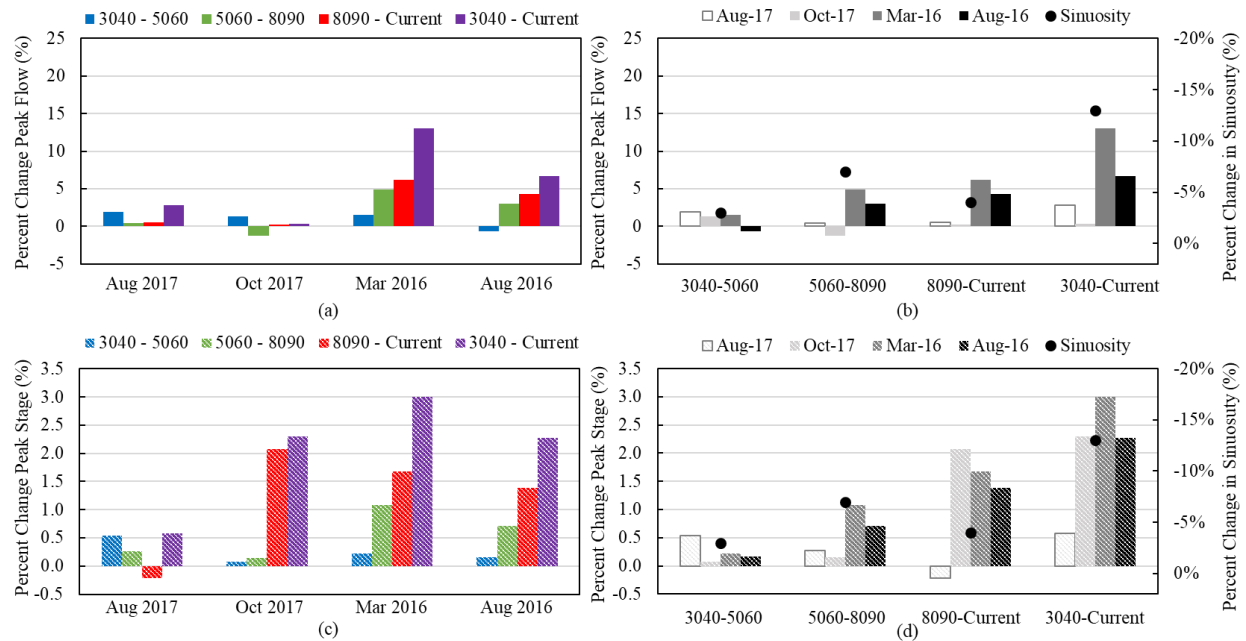 3040 - 5060 5060 - 8090 8090 - Current 3040 - Current
Percent Change Peak Flow (%)
25
20
15
10
5
0
-5
Aug 2017 Oct 2017 Mar 2016 Aug 2016
(a)
Aug-17 Oct-17 Mar-16 Aug-16 Sinuosity
Percent Change Peak Flow (%)
25
20
15
10
5
0
-5
-20%
-15%
-10%
-5%
0%
Percent Change in Sinuosuty (%)
3040-5060 5060-8090 8090-Current 3040-Current
(b)
3040 - 5060 5060 - 8090 8090 - Current 3040 - Current
Percent Change Peak Stage (%)
3.5
3.0
2.5
2.0
1.5
1.0
0.5
0.0
-0.5
Aug 2017 Oct 2017 Mar 2016 Aug 2016
(c)
Aug-17 Oct-17 Mar-16 Aug-16 Sinuosity
Percent Change Peak Stage (%)
3.5
3.0
2.5
2.0
1.5
1.0
0.5
0.0
-0.5
-20%
-15%
-10%
-5%
0%
Percent Change in Sinuosuty (%)
3040-5060 5060-8090 8090-Current 3040-Current
(d)